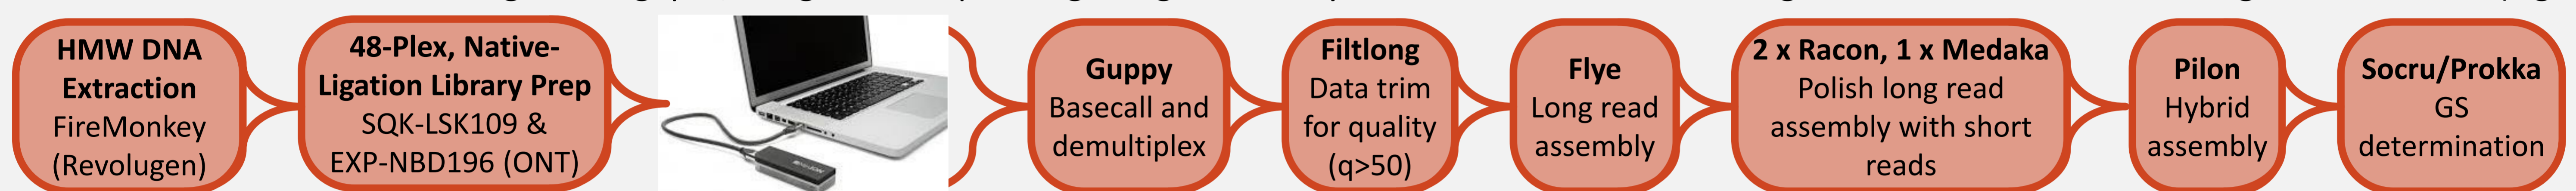 HMW DNA
Extraction
FireMonkey
(Revolugen)
48-Plex, Native-
Ligation Library Prep
SQK-LSK109 &
EXP-NBD196 (ONT)
Guppy
Basecall and
demultiplex
Filtlong
Data trim
for quality
(q>50)
Flye
Long read
assembly
2 x Racon, 1 x Medaka
Polish long read
assembly with short
reads
Pilon
Hybrid
assembly
Socru/Prokka
GS
determination